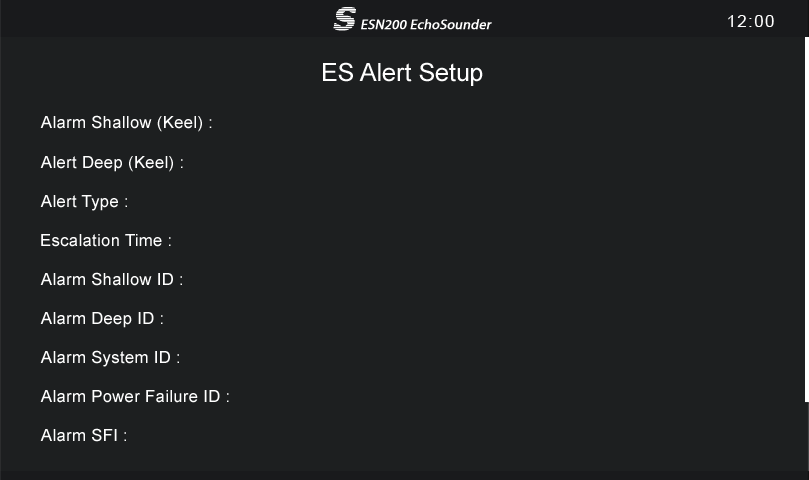 S ESN200 EchoSounder 12:00
ES Alert Setup
Alarm Shallow (Keel) :
Alert Deep (Keel) :
Alert Type :
Escalation Time :
Alarm Shallow ID :
Alarm Deep ID :
Alarm System ID :
Alarm Power Failure ID :
Alarm SFI :